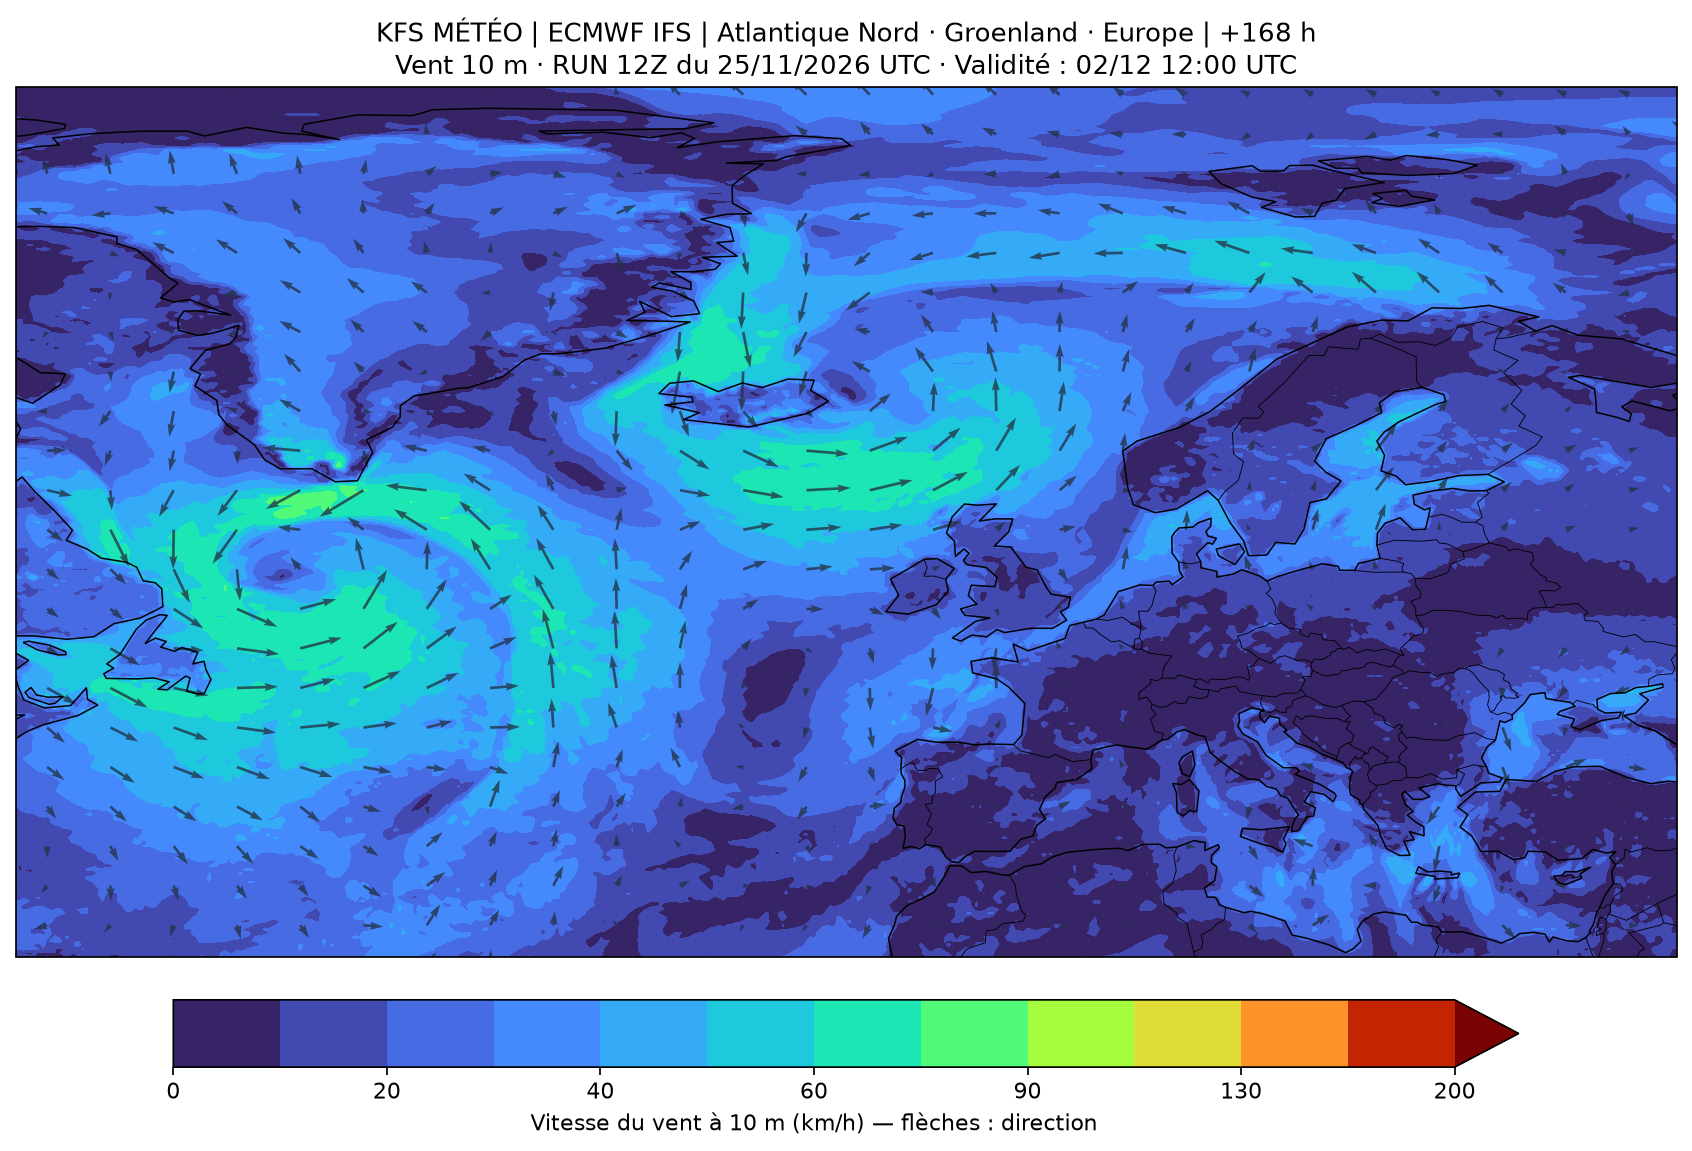 KFS MÉTÉO | ECMWF IFS | Atlantique Nord · Groenland · Europe | +168 h
Vent 10 m · RUN 12Z du 25/11/2026 UTC · Validité : 02/12 12:00 UTC
0 20 40 60 90 130 200
Vitesse du vent à 10 m (km/h) — flèches : direction